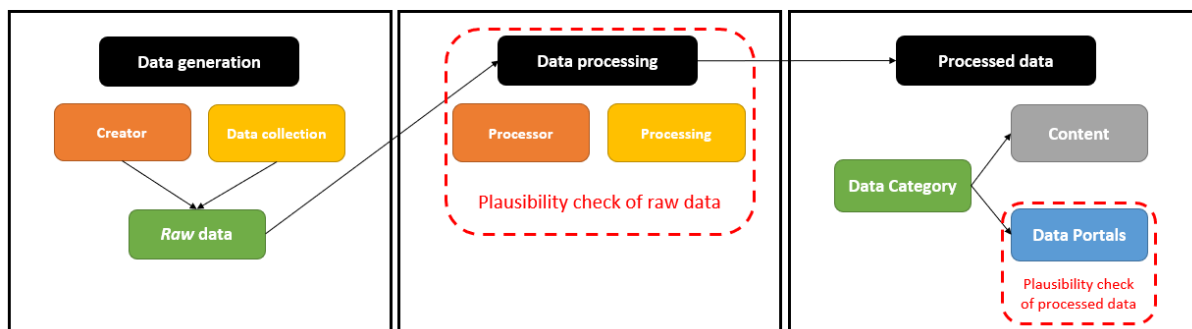 Data generation
Creator
Data collection
Raw data
Data processing
Processor
Processing
Plausibility check of raw data
Processed data
Content
Data Category
Data Portals
Plausibility check
of processed data